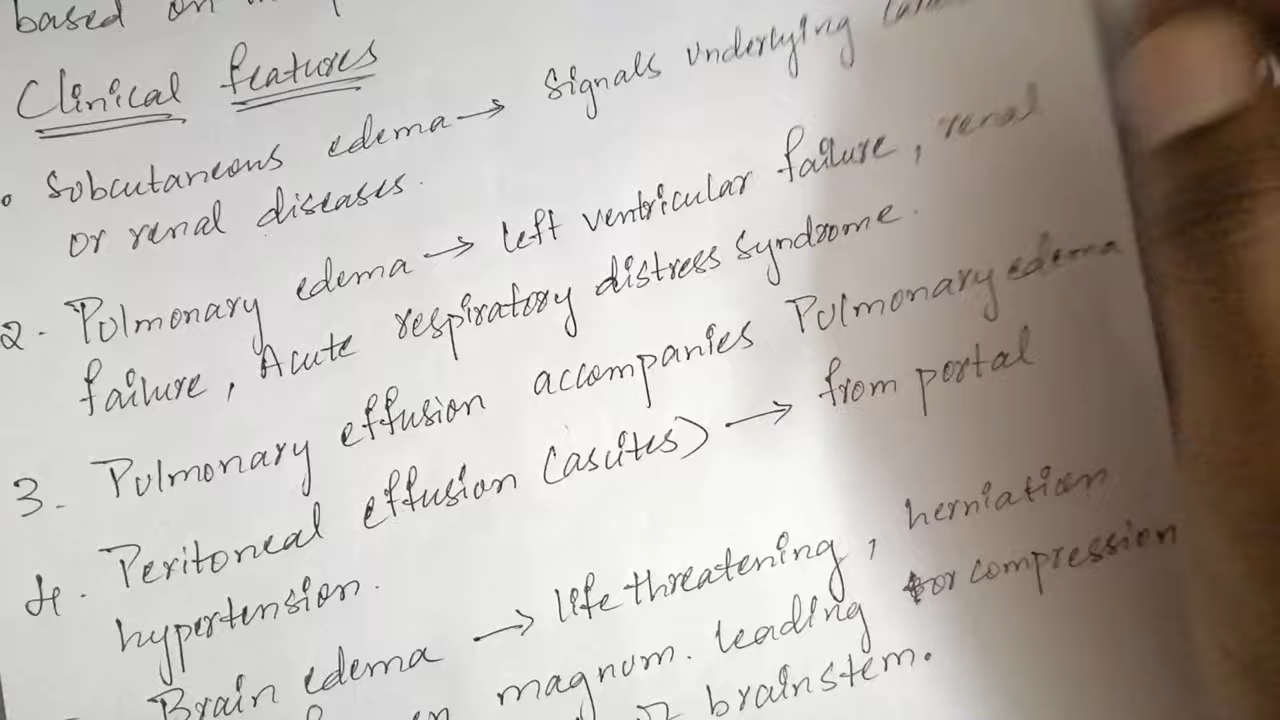 based on
Clinical features
Subcutaneous edema → Signals underlying
or renal diseases.
2. Pulmonary edema → left ventricular failure, renal
failure, Acute respiratory distress syndrome.
3. Pulmonary effusion accompanies Pulmonary edema
4. Peritoneal effusion (ascites) → from portal
hypertension.
Brain edema → life threatening, herniation
magnum. leading or compression
brainstem.